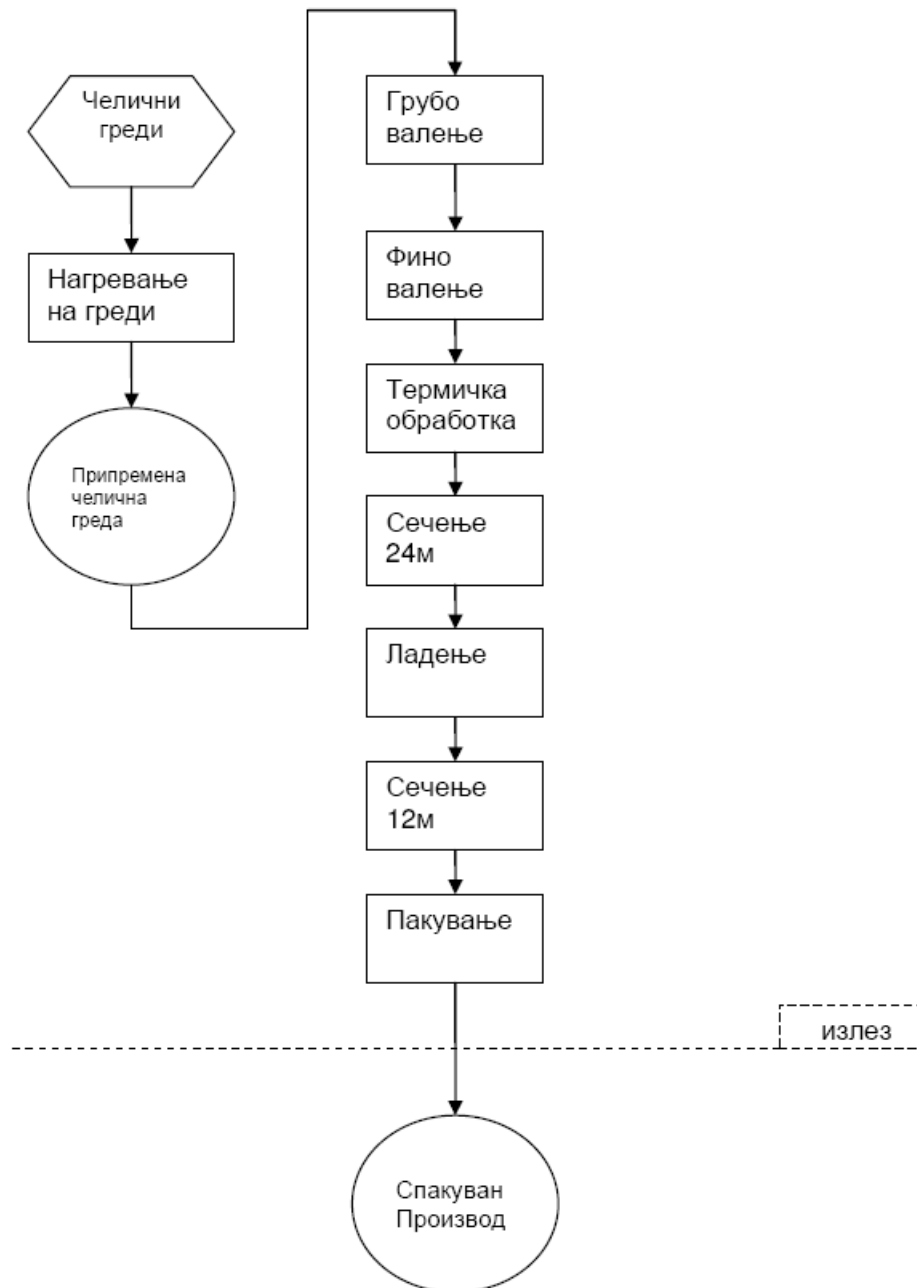 Челични
греди
Нагревање
на греди
Припремена
челична
греда
Грубо
валење
Фино
валење
Термичка
обработка
Сечење
24м
Ладење
Сечење
12м
Пакување
излез
Спакуван
Производ